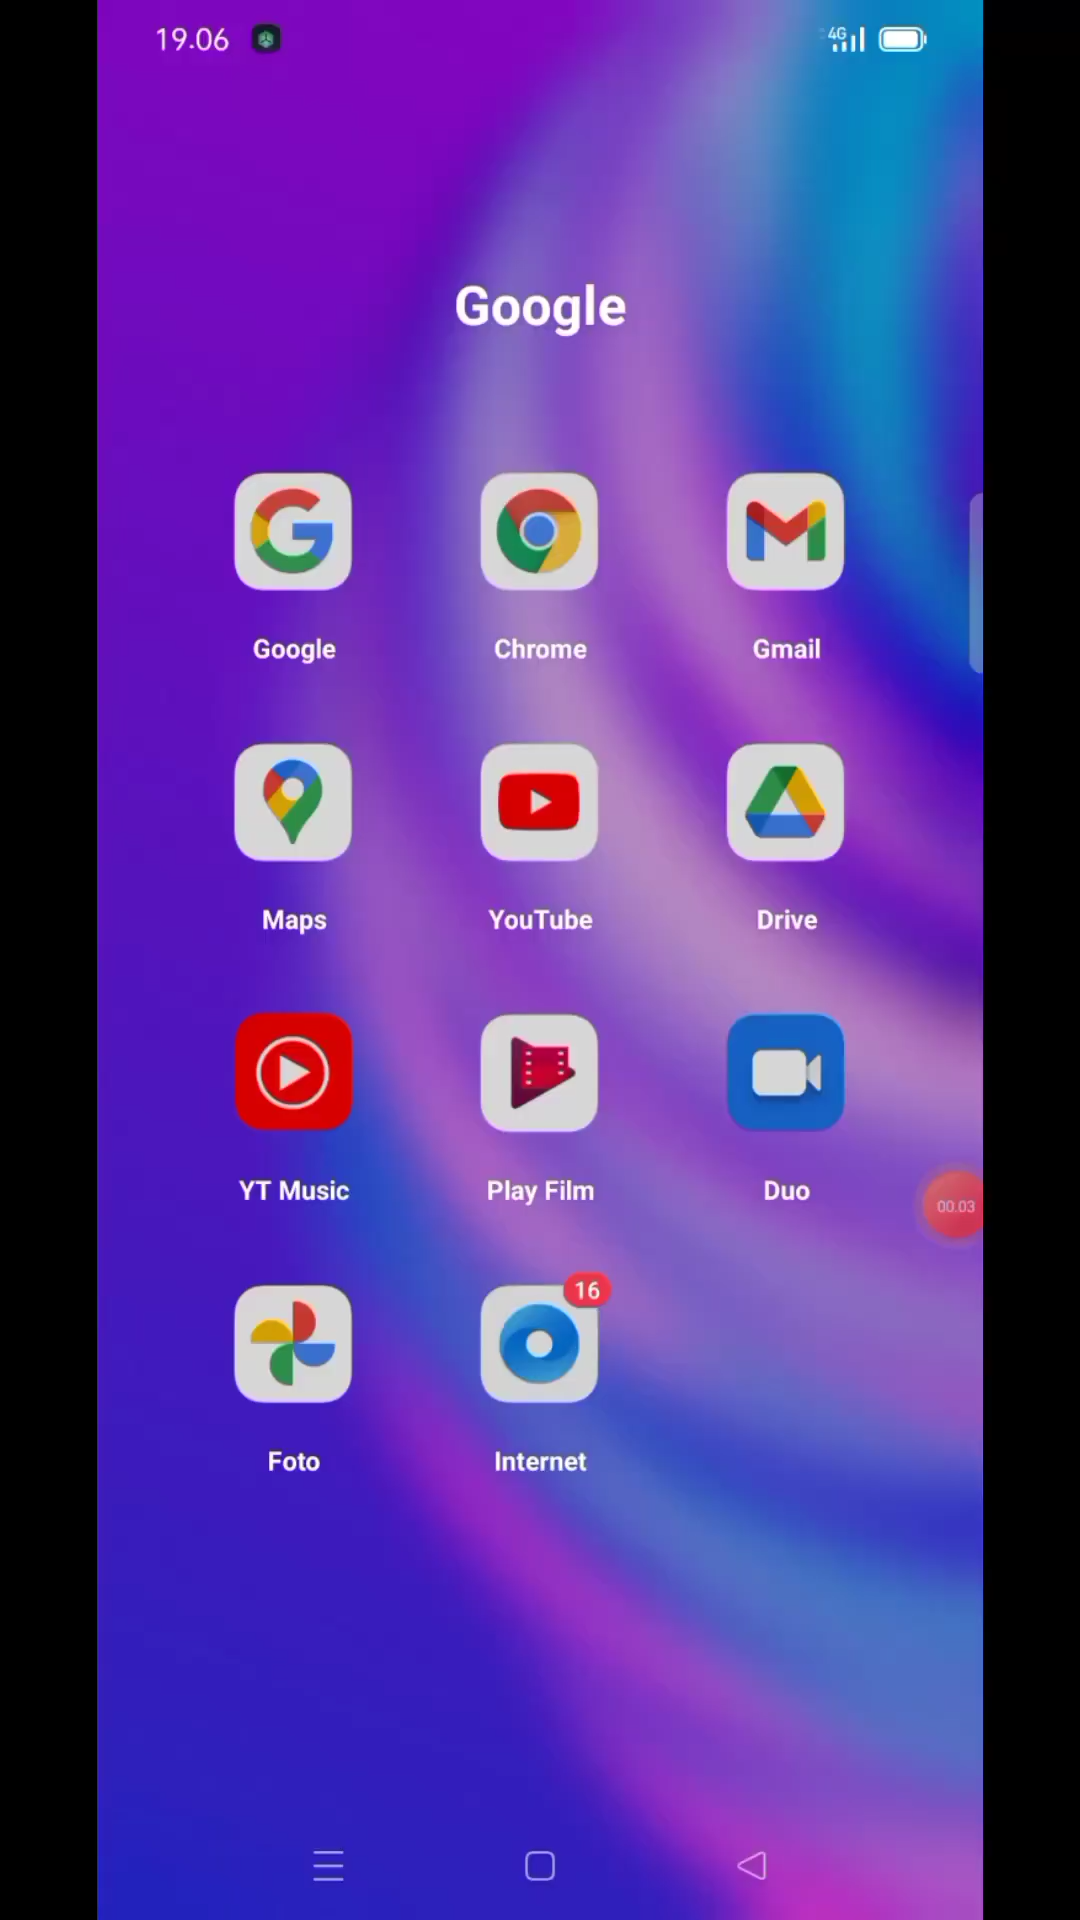 19.06
4G
Google
Google Chrome Gmail
Maps YouTube Drive
YT Music Play Film Duo
00.03
16
Foto Internet